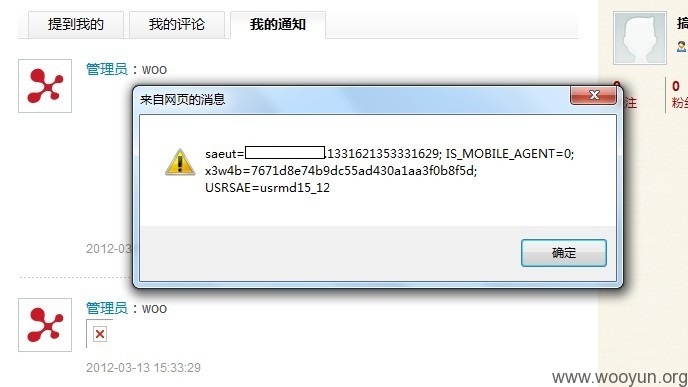 提到我的
我的评论
我的通知
管理员：woo
来自网页的消息
saeut= .1331621353331629; IS_MOBILE_AGENT=0;
x3w4b=7671d8e74b9dc55ad430a1aa3f0b8f5d;
USRSAE=usrmd15_12
确定
2012-03
管理员：woo
2012-03-13 15:33:29
搞
0
0
注
粉丝
www.wooyun.org